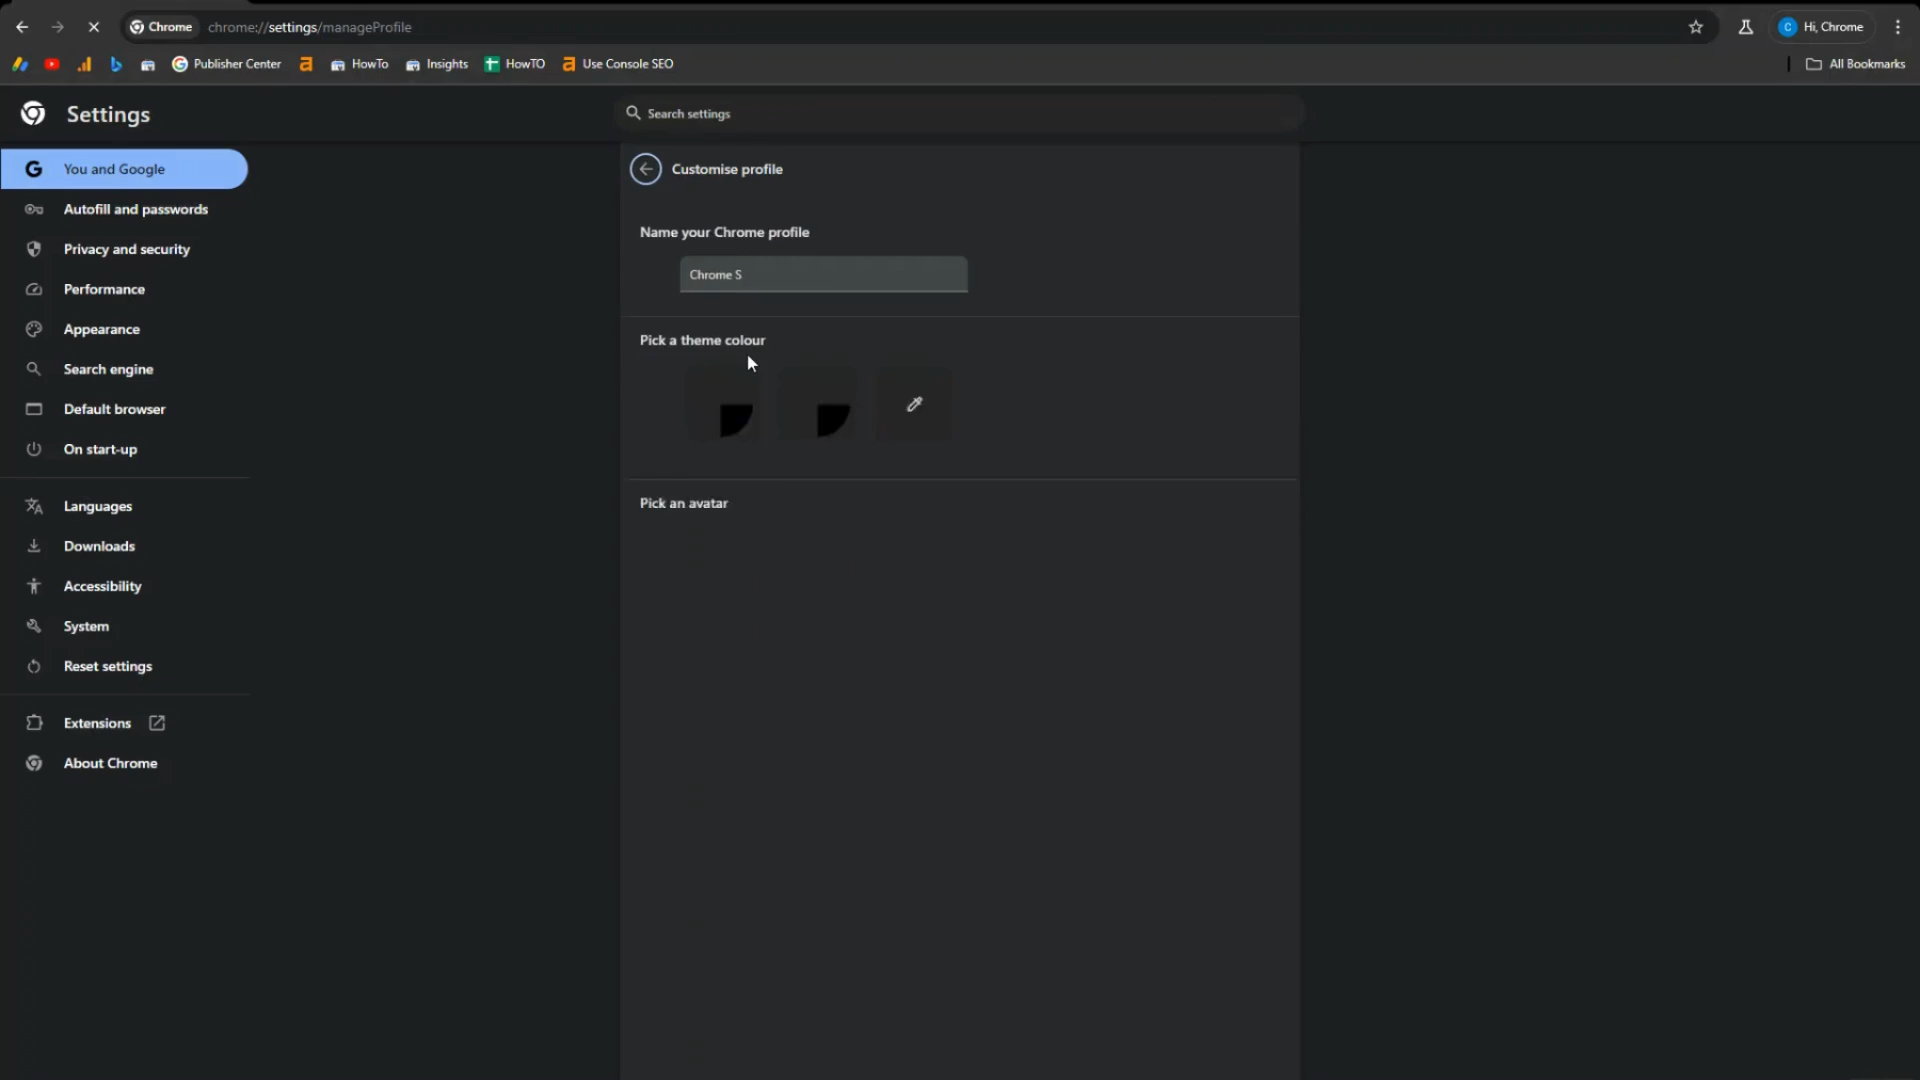 Chrome chrome://settings/manageProfile Hi, Chrome
Publisher Center HowTo Insights HowTO Use Console SEO All Bookmarks
Settings
Search settings
You and Google
Autofill and passwords
Privacy and security
Performance
Appearance
Search engine
Default browser
On start-up
Languages
Downloads
Accessibility
System
Reset settings
Extensions
About Chrome
Customise profile
Name your Chrome profile
Chrome S
Pick a theme colour
Pick an avatar